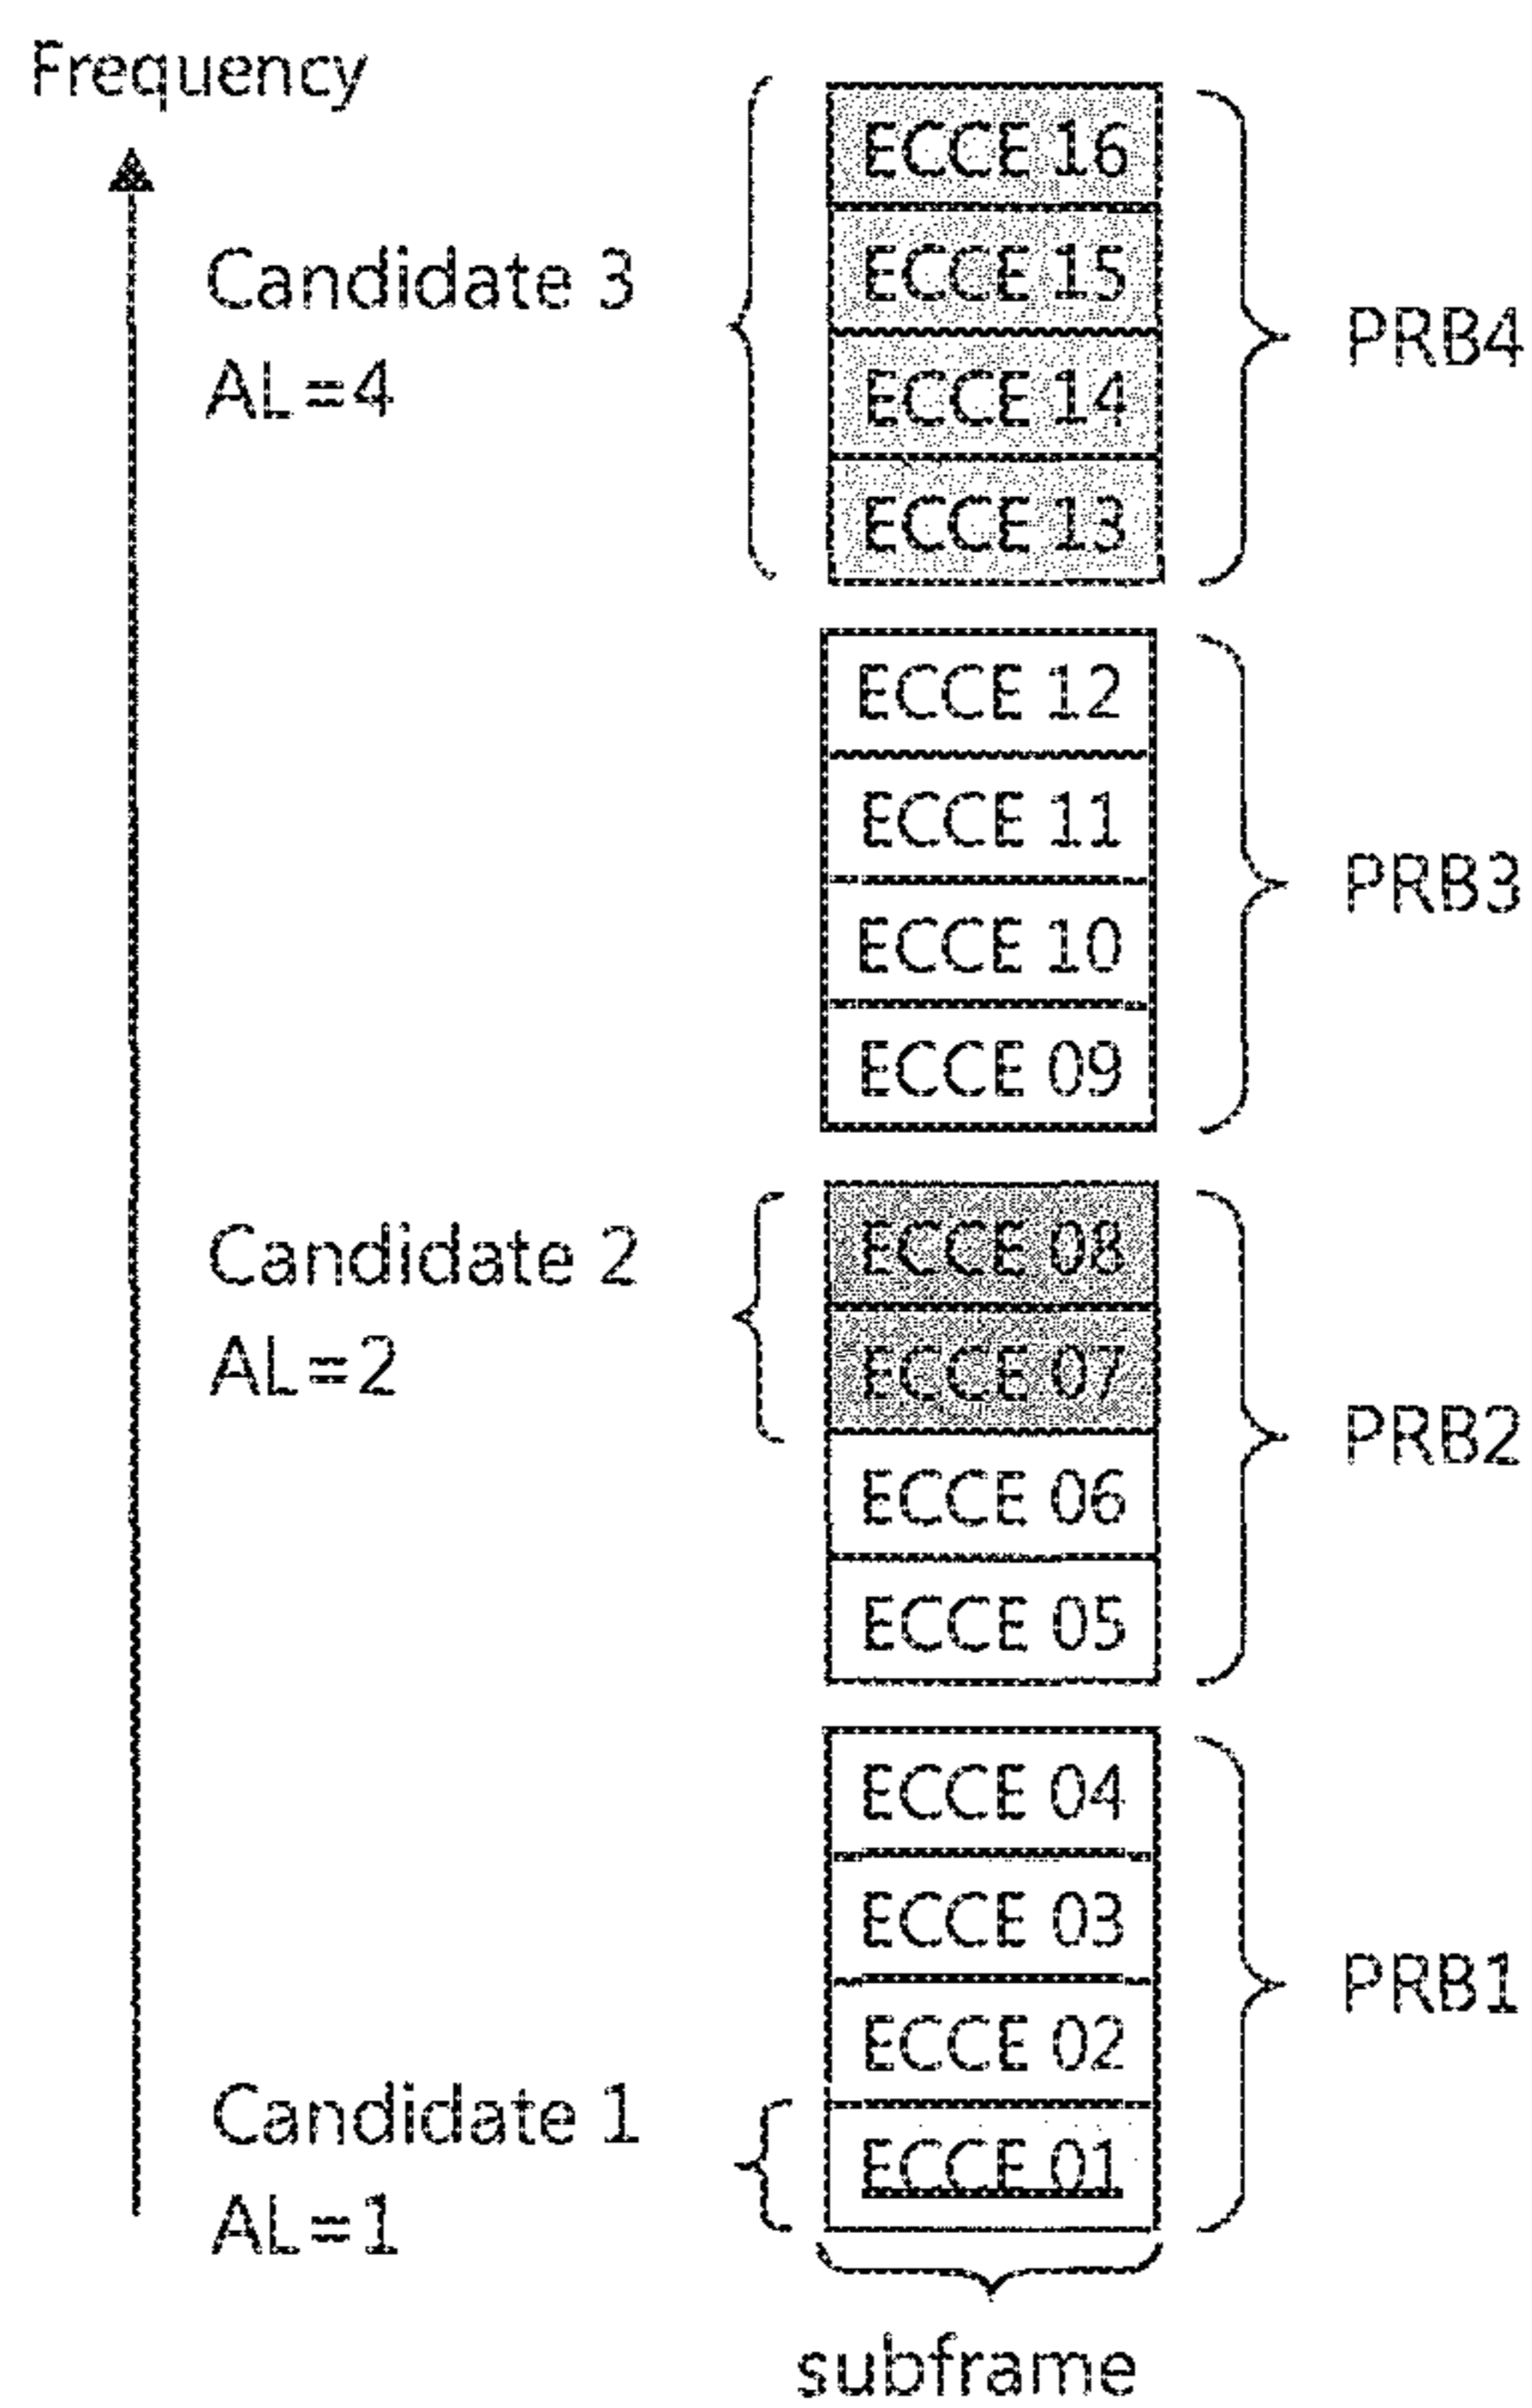 Frequency
ECCE 16
Candidate 3
ECCE 15
PRB4
AL=4
ECCE 14
ECCE 13
ECCE 12
ECCE 11
PRB3
ECCE 10
ECCE 09
Candidate 2
ECCE 08
AL=2
ECCE 07
PRB2
ECCE 06
ECCE 05
ECCE 04
ECCE 03
PRB1
ECCE 02
Candidate 1
ECCE 01
AL=1
subframe